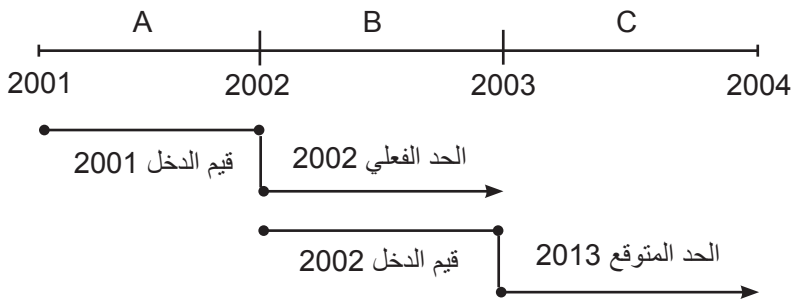 A B C
2001 2002 2003 2004
قيم الدخل 2001
الحد الفعلي 2002
قيم الدخل 2002
الحد المتوقع 2013